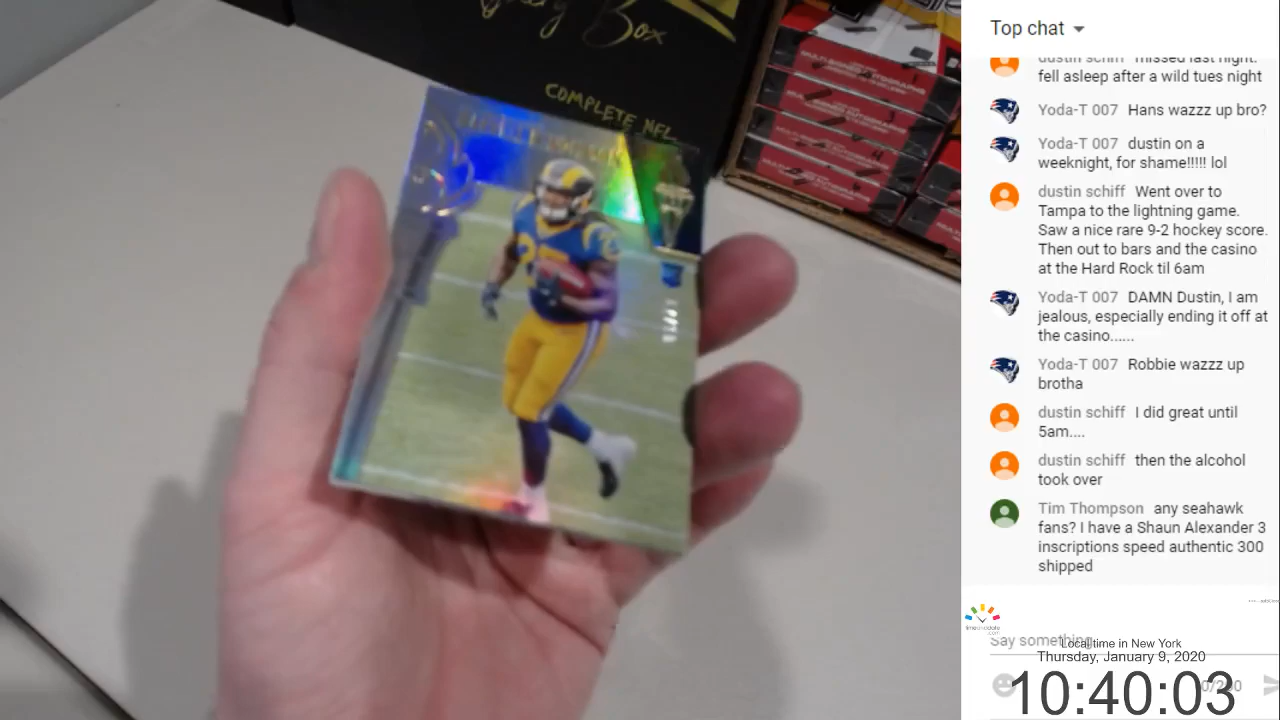 Box
COMPLETE NFL
25
Top chat
dustin schiff missed last night.
fell asleep after a wild tues night
Yoda-T 007 Hans wazzz up bro?
Yoda-T 007 dustin on a
weeknight, for shame!!!!! lol
dustin schiff Went over to
Tampa to the lightning game.
Saw a nice rare 9-2 hockey score.
Then out to bars and the casino
at the Hard Rock til 6am
Yoda-T 007 DAMN Dustin, I am
jealous, especially ending it off at
the casino......
Yoda-T 007 Robbie wazzz up
brotha
dustin schiff I did great until
5am....
dustin schiff then the alcohol
took over
Tim Thompson any seahawk
fans? I have a Shaun Alexander 3
inscriptions speed authentic 300
shipped
Say something...
Local time in New York
Thursday, January 9, 2020
10:40:03